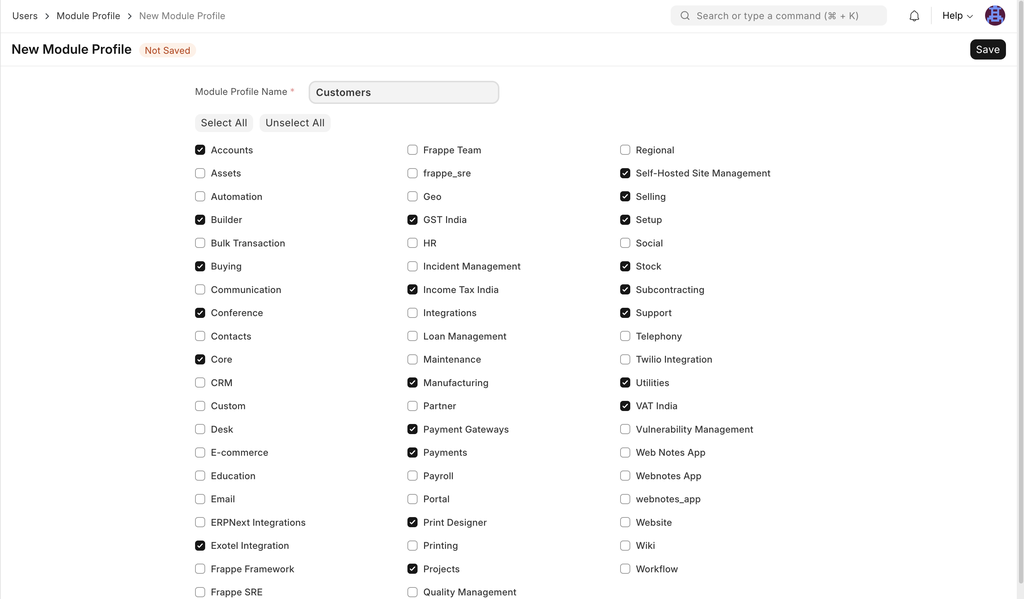 Users > Module Profile > New Module Profile
Search or type a command (⌘ + K)
Help
New Module Profile Not Saved
Save
Module Profile Name *
Customers
Select All Unselect All
Accounts
Assets
Automation
Builder
Bulk Transaction
Buying
Communication
Conference
Contacts
Core
CRM
Custom
Desk
E-commerce
Education
Email
ERPNext Integrations
Exotel Integration
Frappe Framework
Frappe SRE
Frappe Team
frappe_sre
Geo
GST India
HR
Incident Management
Income Tax India
Integrations
Loan Management
Maintenance
Manufacturing
Partner
Payment Gateways
Payments
Payroll
Portal
Print Designer
Printing
Projects
Quality Management
Regional
Self-Hosted Site Management
Selling
Setup
Social
Stock
Subcontracting
Support
Telephony
Twilio Integration
Utilities
VAT India
Vulnerability Management
Web Notes App
Webnotes App
webnotes_app
Website
Wiki
Workflow